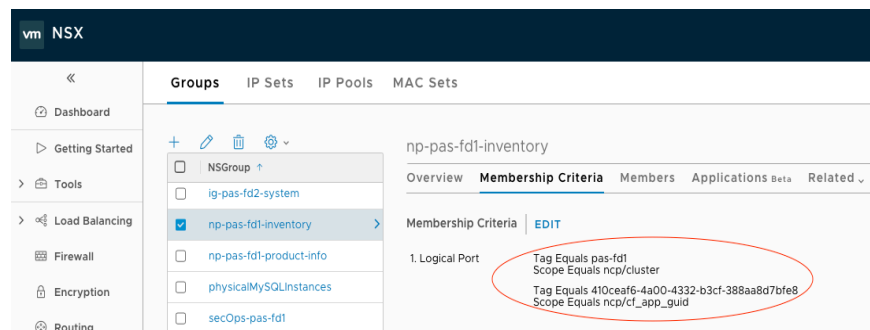 vm NSX
Groups IP Sets IP Pools MAC Sets
Dashboard
Getting Started
Tools
Load Balancing
Firewall
Encryption
Routing
NSGroup
ig-pas-fd2-system
np-pas-fd1-inventory
np-pas-fd1-product-info
physicalMySQLInstances
secOps-pas-fd1
np-pas-fd1-inventory
Overview Membership Criteria Members Applications Beta Related
Membership Criteria EDIT
1. Logical Port
Tag Equals pas-fd1
Scope Equals ncp/cluster
Tag Equals 410ceaf6-4a00-4332-b3cf-388aa8d7bfe8
Scope Equals ncp/cf_app_guid